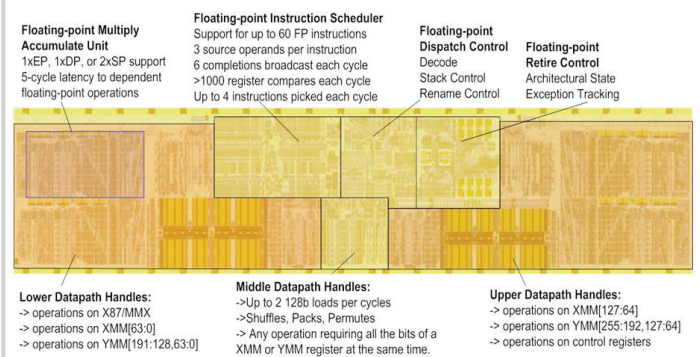 Floating-point Multiply
Accumulate Unit
1xEP, 1xDP, or 2xSP support
5-cycle latency to dependent
floating-point operations
Floating-point Instruction Scheduler
Support for up to 60 FP instructions
3 source operands per instruction
6 completions broadcast each cycle
>1000 register compares each cycle
Up to 4 instructions picked each cycle
Floating-point
Dispatch Control
Decode
Stack Control
Rename Control
Floating-point
Retire Control
Architectural State
Exception Tracking
Lower Datapath Handles:
-> operations on X87/MMX
-> operations on XMM[63:0]
-> operations on YMM[191:128,63:0]
Middle Datapath Handles:
->Up to 2 128b loads per cycles
->Shuffles, Packs, Permutes
-> Any operation requiring all the bits of a
XMM or YMM register at the same time.
Upper Datapath Handles:
-> operations on XMM[127:64]
-> operations on YMM[255:192,127:64]
-> operations on control registers